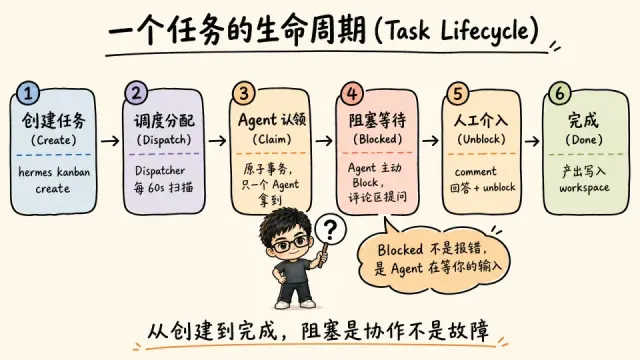 一个任务的生命周期 (Task Lifecycle)
1
创建任务
(Create)
hermes kanban
create
2
调度分配
(Dispatch)
Dispatcher
每 60s 扫描
3
Agent 认领
(Claim)
原子事务，
只一个 Agent
拿到
4
阻塞等待
(Blocked)
Agent 主动
Block，
评论区提问
5
人工介入
(Unblock)
comment
回答 + unblock
6
完成
(Done)
产出写入
workspace
?
Blocked 不是报错，
是 Agent 在等你的输入
从创建到完成，阻塞是协作不是故障